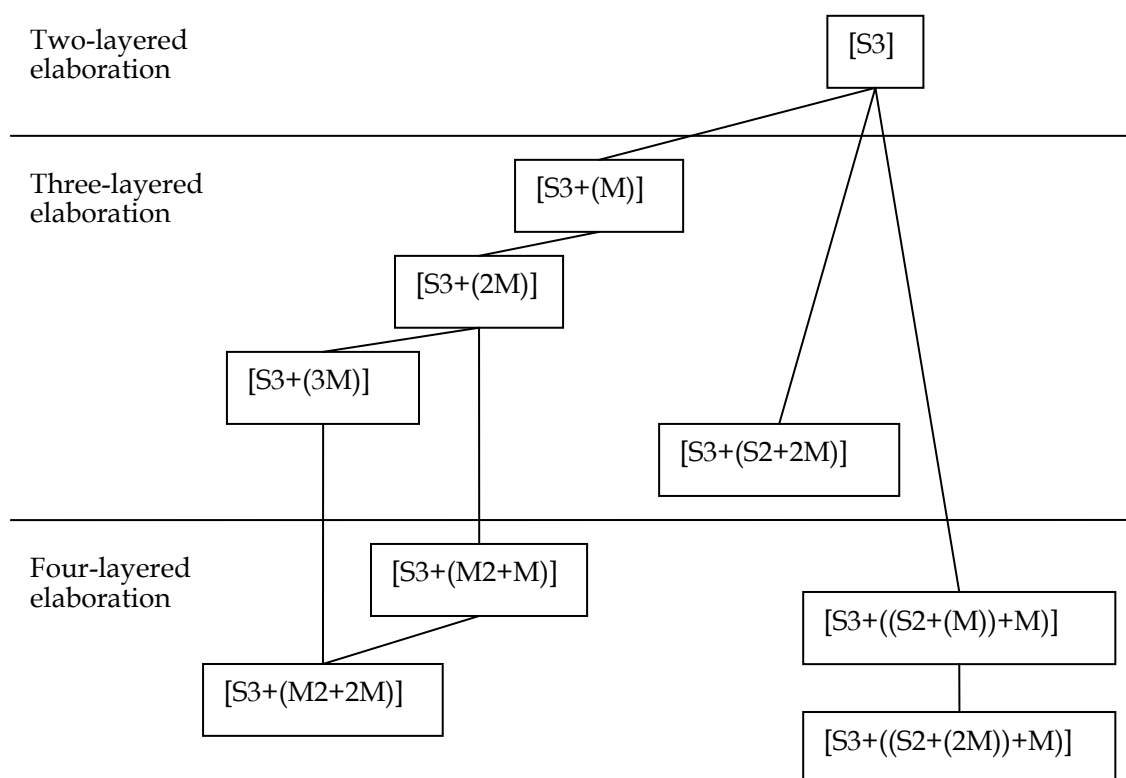 Two-layered
elaboration
[S3]
Three-layered
elaboration
[S3+(M)]
[S3+(2M)]
[S3+(3M)]
[S3+(S2+2M)]
Four-layered
elaboration
[S3+(M2+M)]
[S3+((S2+(M))+M)]
[S3+(M2+2M)]
[S3+((S2+(2M))+M)]